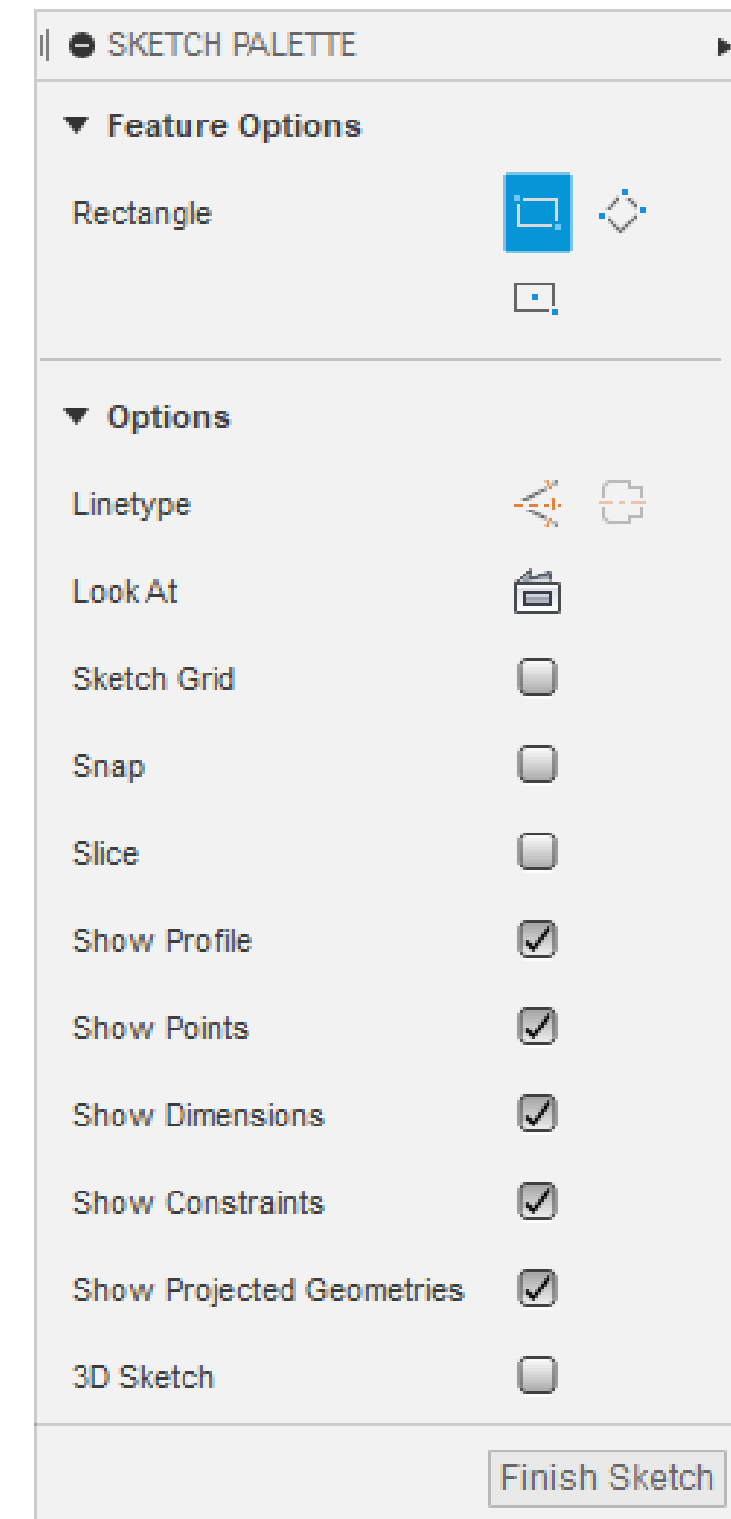 SKETCH PALETTE
Feature Options
Rectangle
Options
Linetype
Look At
Sketch Grid
Snap
Slice
Show Profile
Show Points
Show Dimensions
Show Constraints
Show Projected Geometries
3D Sketch
Finish Sketch